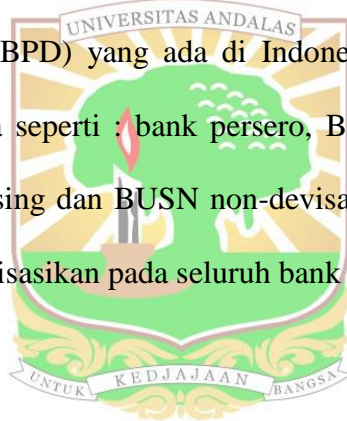 UNIVERSITAS ANDALAS
BPD) yang ada di Indone
seperti : bank persero, B
sing dan BUSN non-devisa
isasikan pada seluruh bank
UNTUK KEDJAJAAN BANGSA